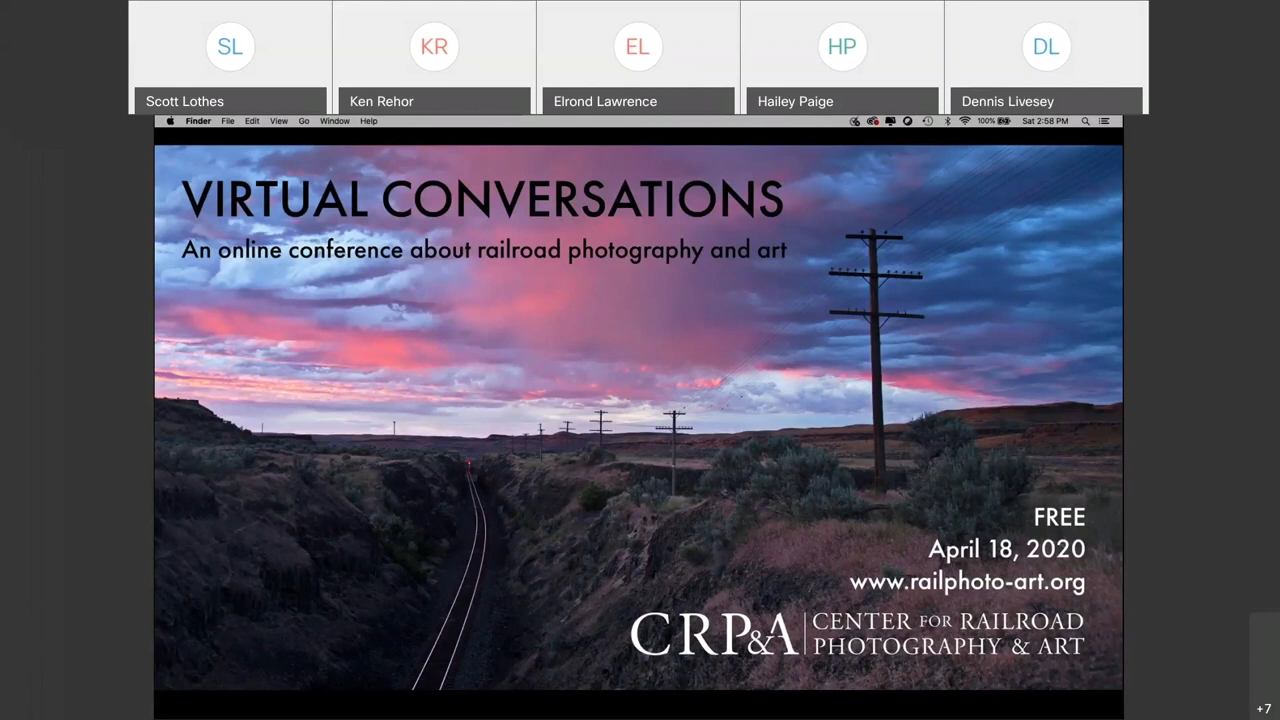 SL
KR
EL
HP
DL
Scott Lothes
Ken Rehor
Elrond Lawrence
Hailey Paige
Dennis Livesey
Finder File Edit View Go Window Help
100% Sat 2:58 PM
VIRTUAL CONVERSATIONS
An online conference about railroad photography and art
FREE
April 18, 2020
www.railphoto-art.org
CRP&A
CENTER FOR RAILROAD
PHOTOGRAPHY & ART
+7